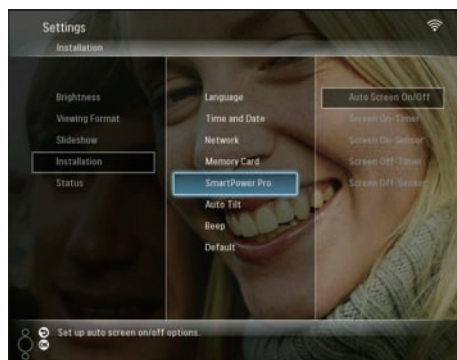 Settings
Installation
Brightness
Viewing Format
Slideshow
Installation
Status
Language
Time and Date
Network
Memory Card
SmartPower Pro
Auto Tilt
Beep
Default
Auto Screen On/Off
Screen On-Timer
Screen On-Sensor
Screen Off-Timer
Screen Off-Sensor
Set up auto screen on/off options.
OK